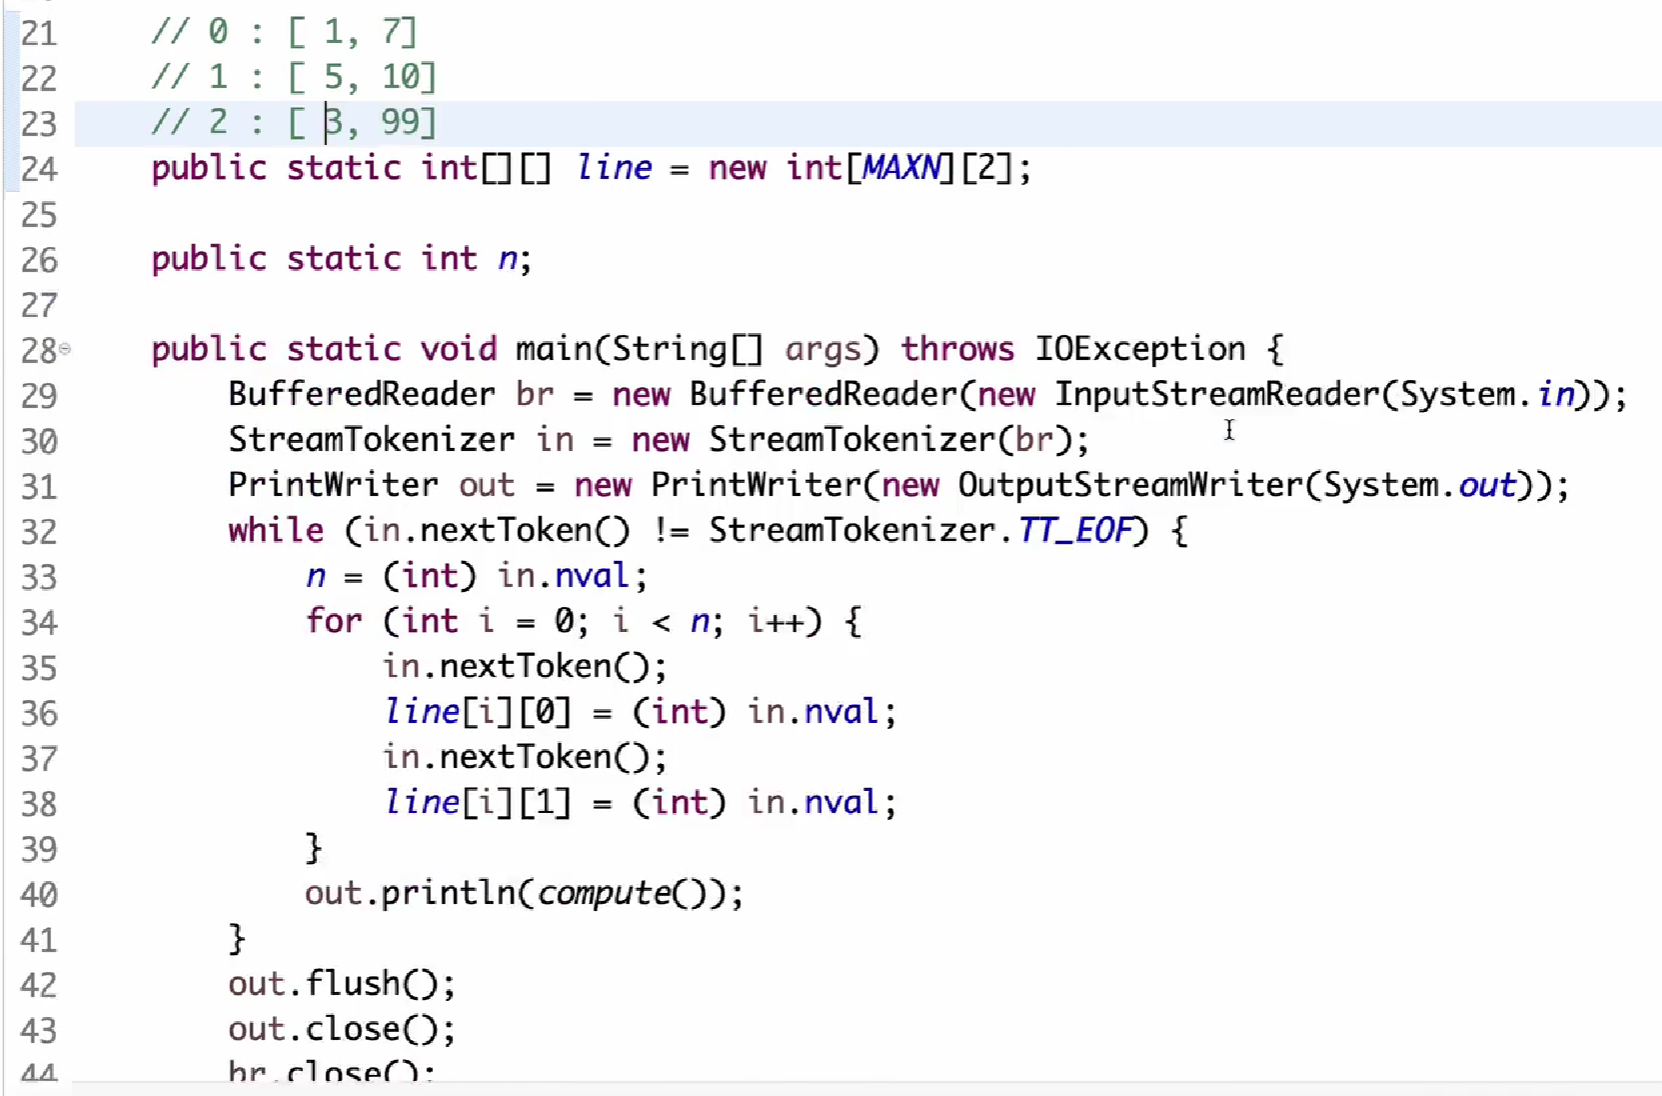 21 // 0 : [ 1, 7]
22 // 1 : [ 5, 10]
23 // 2 : [ 3, 99]
24 public static int[][] line = new int[MAXN][2];
25
26 public static int n;
27
28 public static void main(String[] args) throws IOException {
29 BufferedReader br = new BufferedReader(new InputStreamReader(System.in));
30 StreamTokenizer in = new StreamTokenizer(br);
31 PrintWriter out = new PrintWriter(new OutputStreamWriter(System.out));
32 while (in.nextToken() != StreamTokenizer.TT_EOF) {
33 n = (int) in.nval;
34 for (int i = 0; i < n; i++) {
35 in.nextToken();
36 line[i][0] = (int) in.nval;
37 in.nextToken();
38 line[i][1] = (int) in.nval;
39 }
40 out.println(compute());
41 }
42 out.flush();
43 out.close();
44 br.close();